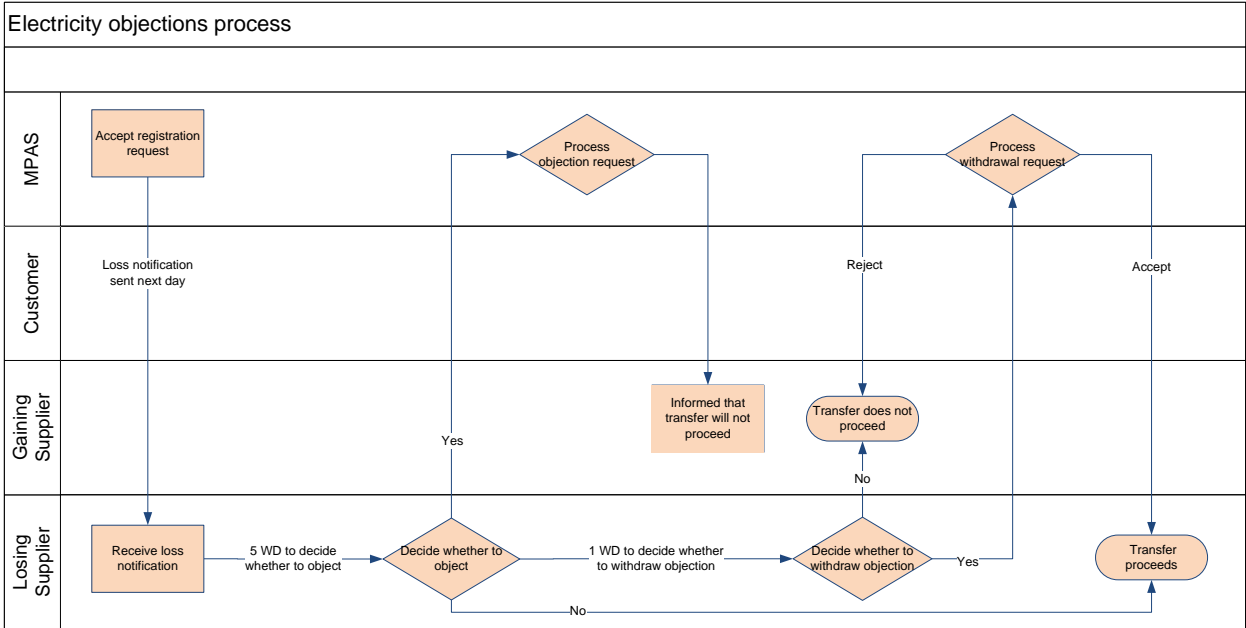 Electricity objections process
MPAS
Accept registration
request
Process
objection request
Process
withdrawal request
Customer
Loss notification
sent next day
Reject
Accept
Gaining
Supplier
Yes
Informed that
transfer will not
proceed
Transfer does not
proceed
No
Losing
Supplier
Receive loss
notification
5 WD to decide
whether to object
Decide whether to
object
1 WD to decide whether
to withdraw objection
Decide whether to
withdraw objection
Yes
Transfer
proceeds
No